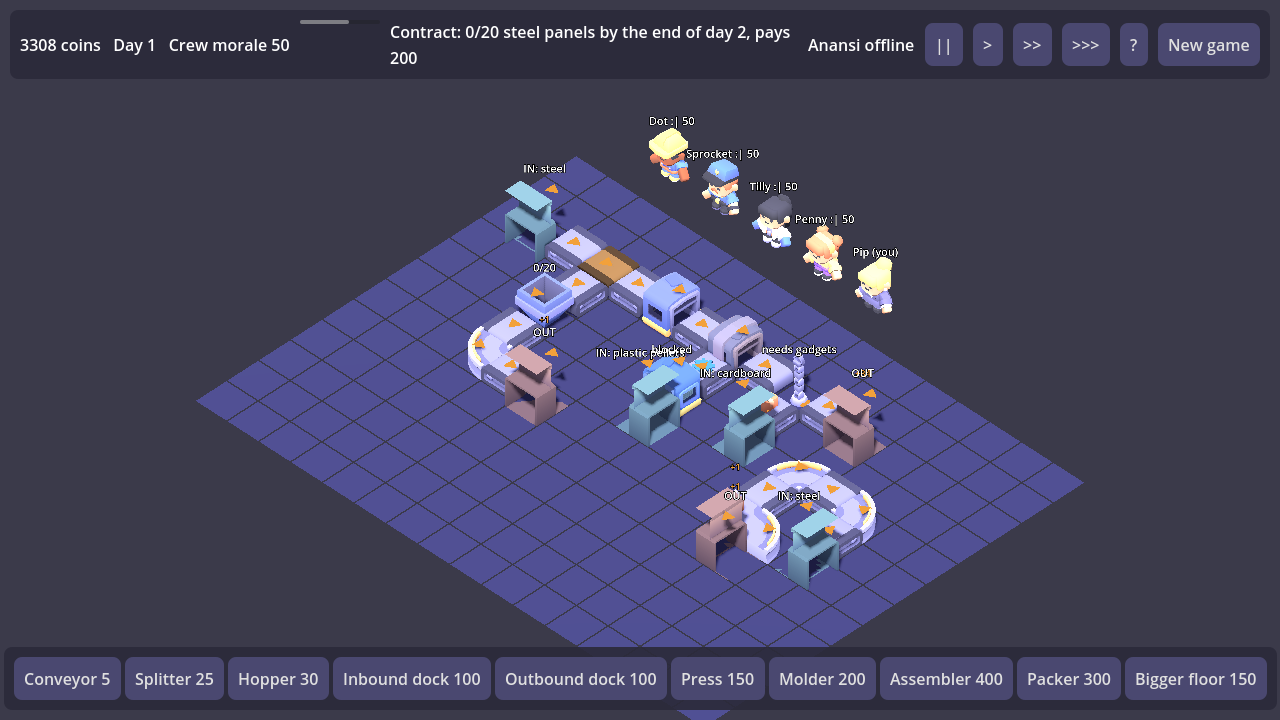 3308 coins Day 1 Crew morale 50
Contract: 0/20 steel panels by the end of day 2, pays 200
Anansi offline
||
>
>>
>>>
?
New game
Dot :| 50
Sprocket :| 50
Tilly :| 50
Penny :| 50
Pip (you)
IN: steel
0/20
+1
OUT
IN: plastic pellets
blocked
needs gadgets
IN: cardboard
OUT
+1
+1
OUT
IN: steel
Conveyor 5
Splitter 25
Hopper 30
Inbound dock 100
Outbound dock 100
Press 150
Molder 200
Assembler 400
Packer 300
Bigger floor 150